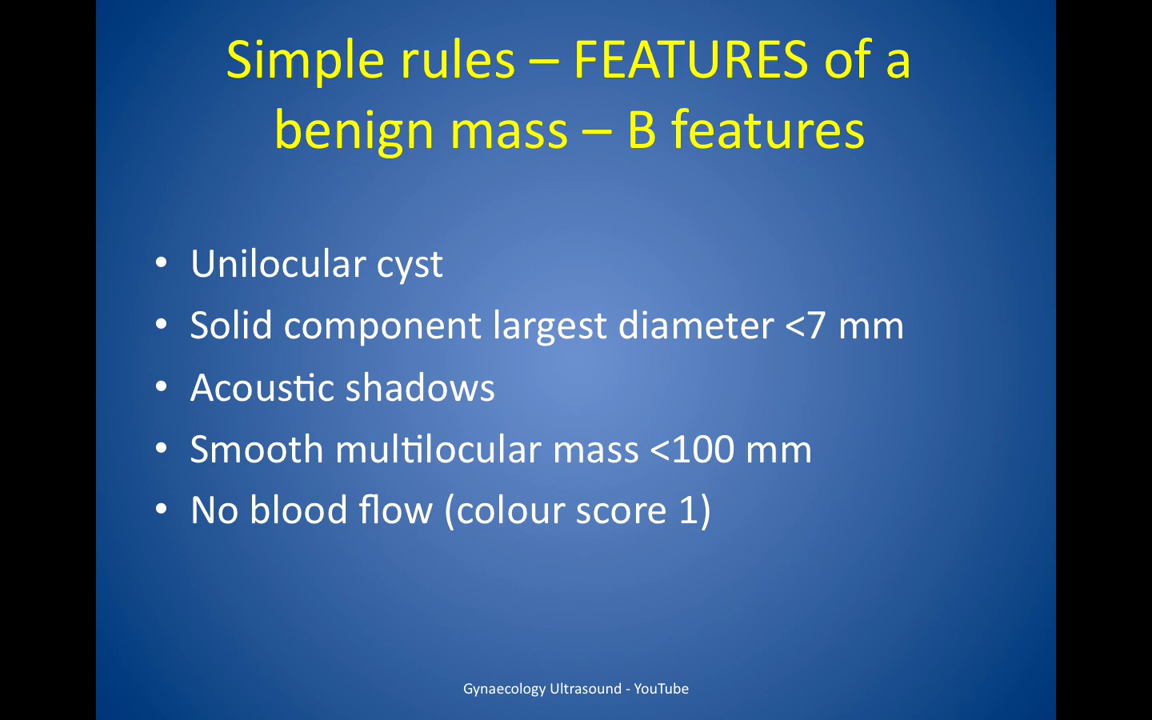 Simple rules – FEATURES of a
benign mass – B features
• Unilocular cyst
• Solid component largest diameter <7 mm
• Acoustic shadows
• Smooth multilocular mass <100 mm
• No blood flow (colour score 1)
Gynaecology Ultrasound - YouTube